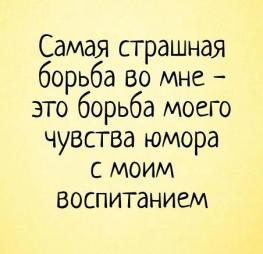 Самая страшная
борьба во мне –
это борьба моего
чувства юмора
с моим
воспитанием